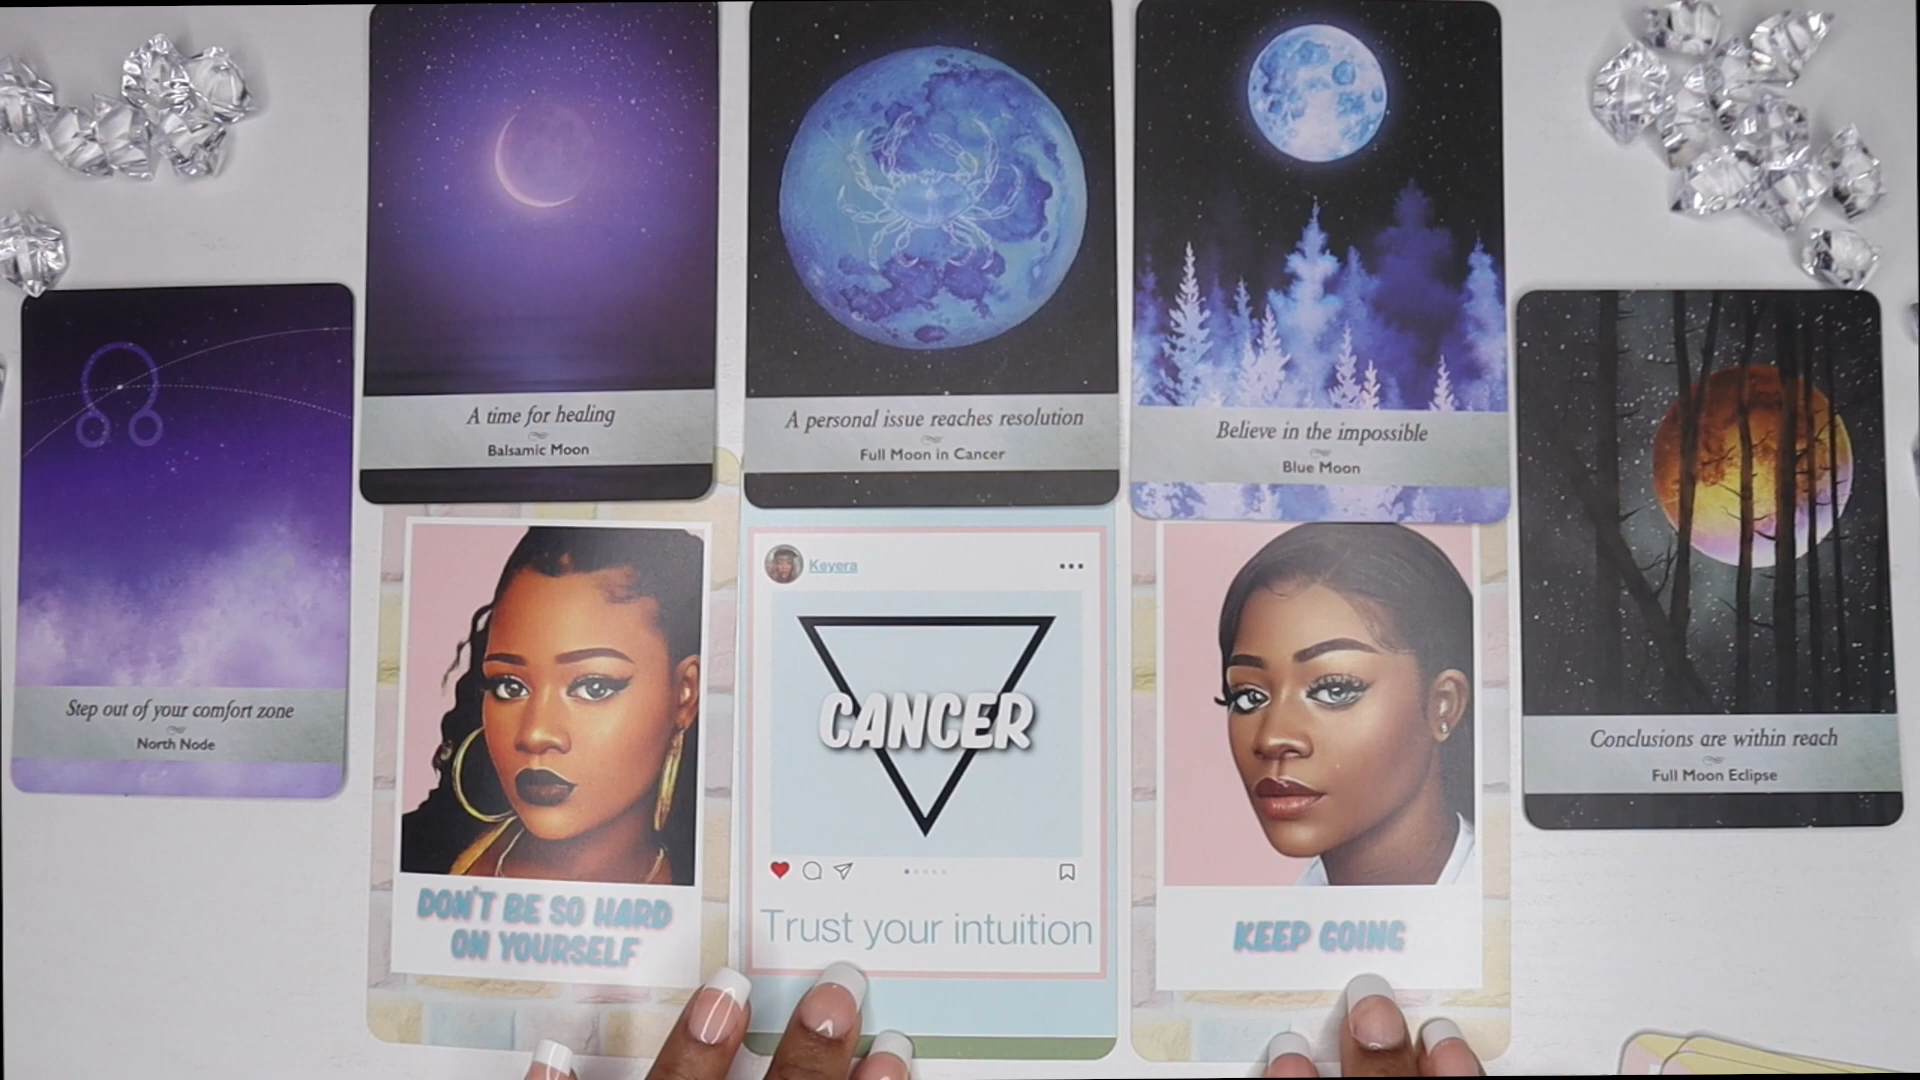 A time for healing
Balsamic Moon
A personal issue reaches resolution
Full Moon in Cancer
Believe in the impossible
Blue Moon
Step out of your comfort zone
North Node
Conclusions are within reach
Full Moon Eclipse
DON'T BE SO HARD
ON YOURSELF
Keyera
CANCER
Trust your intuition
KEEP GOING